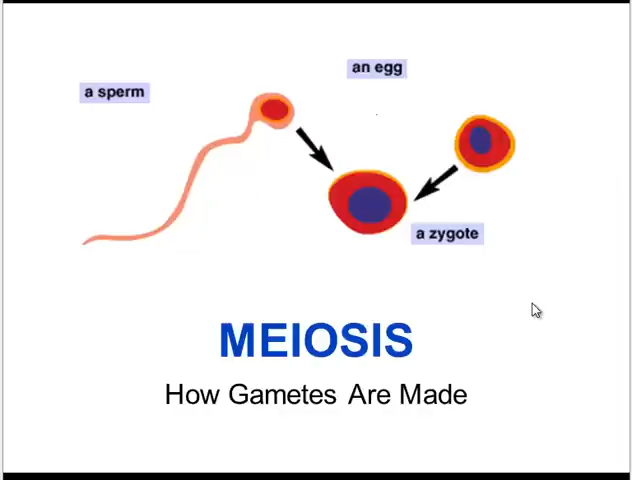 an egg
a sperm
a zygote
MEIOSIS
How Gametes Are Made